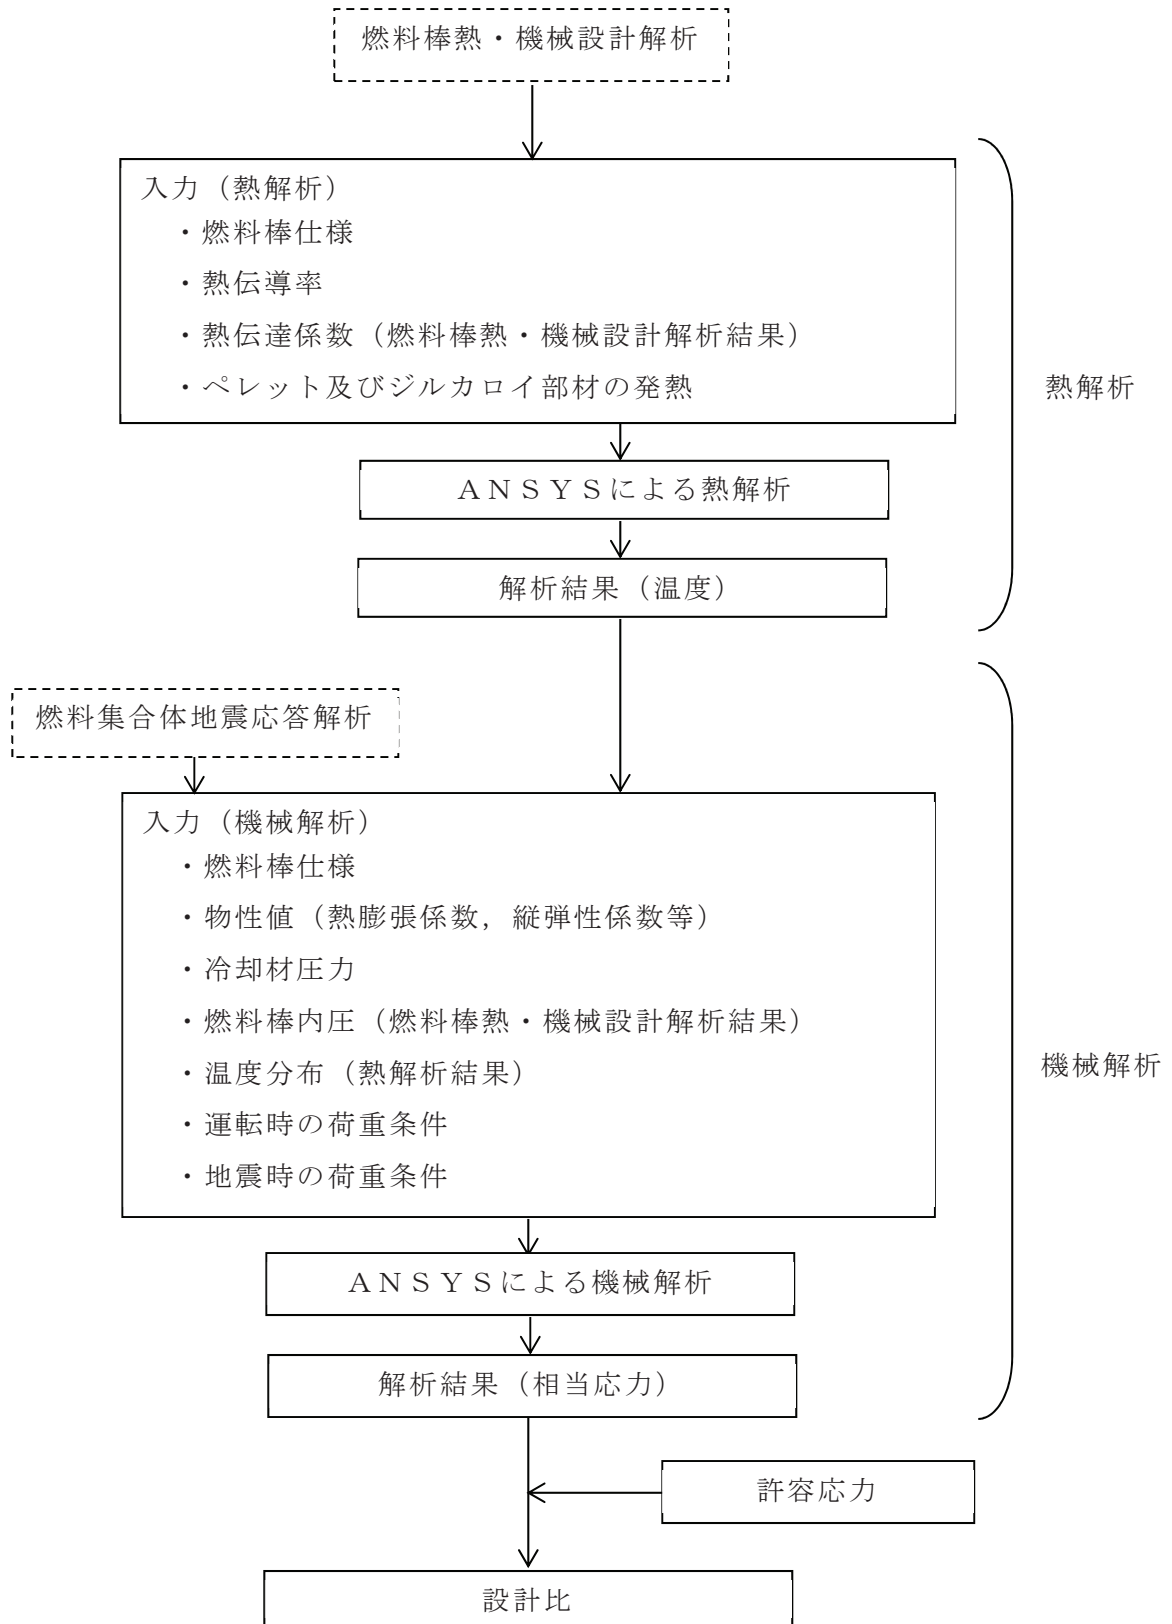 燃料棒熱・機械設計解析
入力（熱解析）
・燃料棒仕様
・熱伝導率
・熱伝達係数（燃料棒熱・機械設計解析結果）
・ペレット及びジルカロイ部材の発熱
熱解析
ＡＮＳＹＳによる熱解析
解析結果（温度）
燃料集合体地震応答解析
入力（機械解析）
・燃料棒仕様
・物性値（熱膨張係数，縦弾性係数等）
・冷却材圧力
・燃料棒内圧（燃料棒熱・機械設計解析結果）
・温度分布（熱解析結果）
・運転時の荷重条件
・地震時の荷重条件
機械解析
ＡＮＳＹＳによる機械解析
解析結果（相当応力）
許容応力
設計比